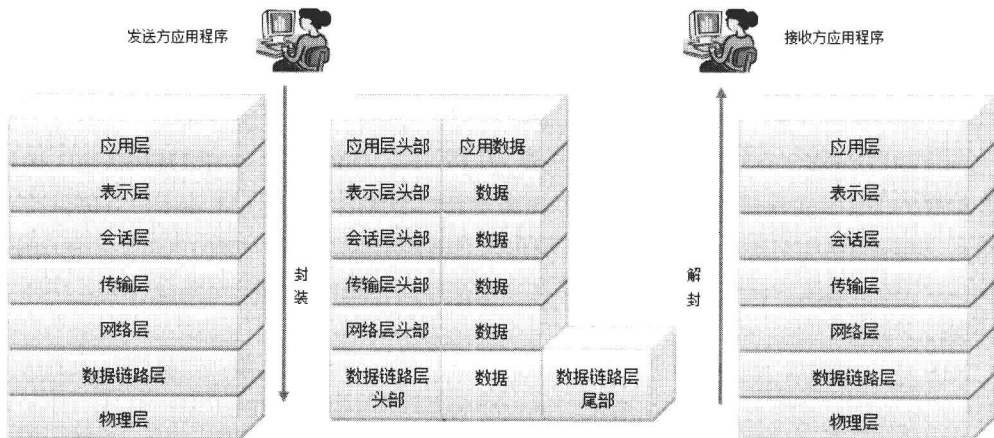 发送方应用程序
接收方应用程序
应用层
表示层
会话层
传输层
网络层
数据链路层
物理层
封
装
应用层头部 应用数据
表示层头部 数据
会话层头部 数据
传输层头部 数据
网络层头部 数据
数据链路层
头部
数据
数据链路层
尾部
解
封
应用层
表示层
会话层
传输层
网络层
数据链路层
物理层